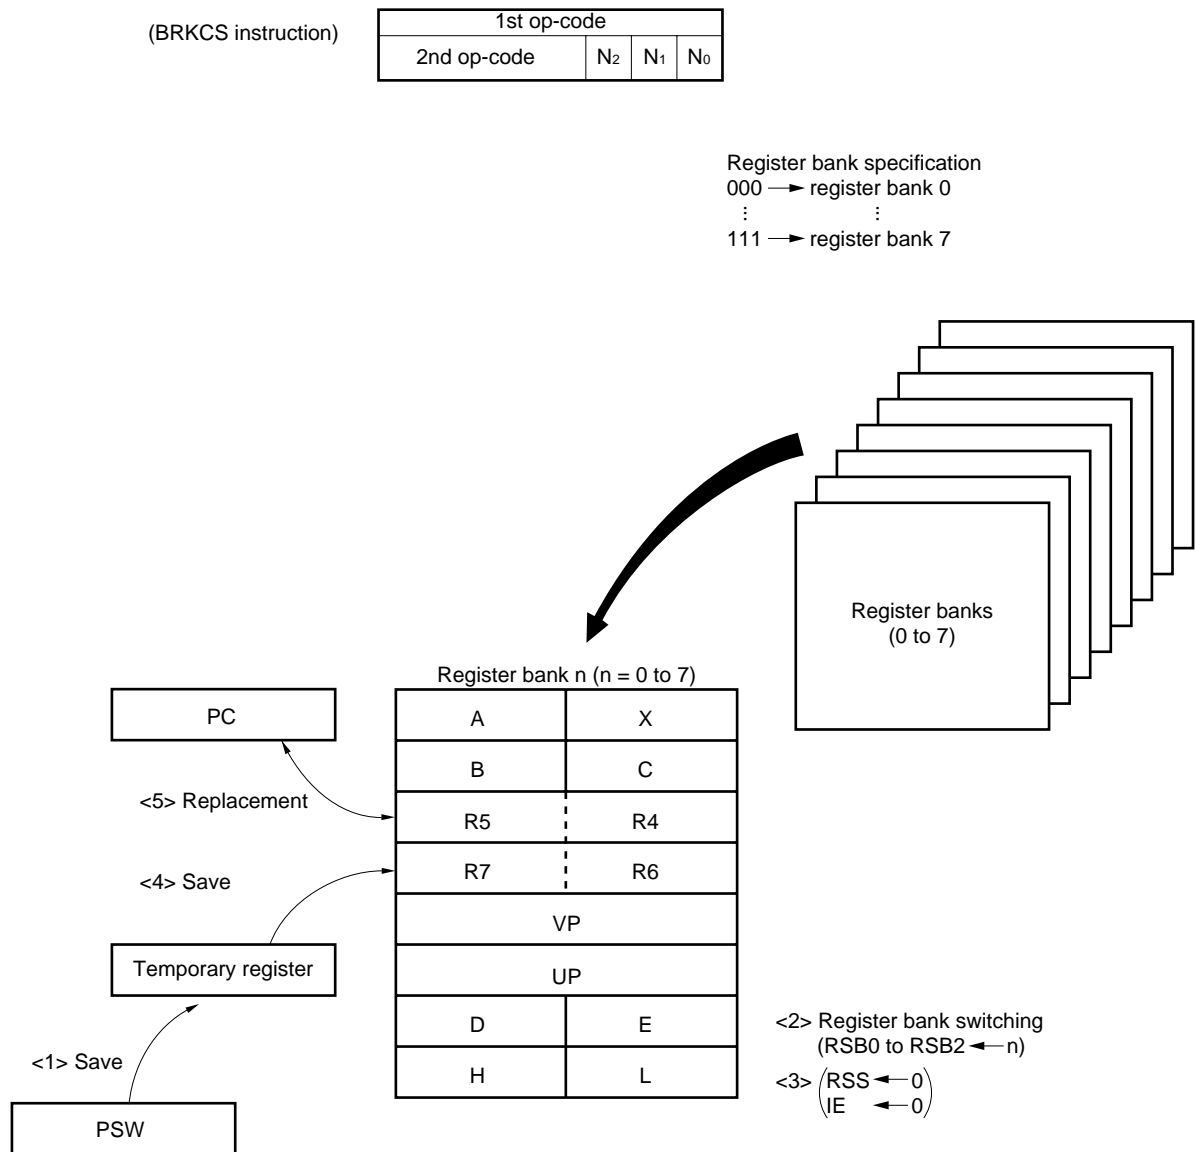 (BRKCS instruction)
1st op-code
2nd op-code N2 N1 N0
Register bank specification
000 → register bank 0
⋮ ⋮
111 → register bank 7
Register banks
(0 to 7)
Register bank n (n = 0 to 7)
PC
A X
B C
<5> Replacement
R5 R4
<4> Save
R7 R6
VP
Temporary register
UP
D E
<2> Register bank switching
(RSB0 to RSB2 ← n)
<1> Save
H L
<3> (RSS ← 0
IE ← 0)
PSW